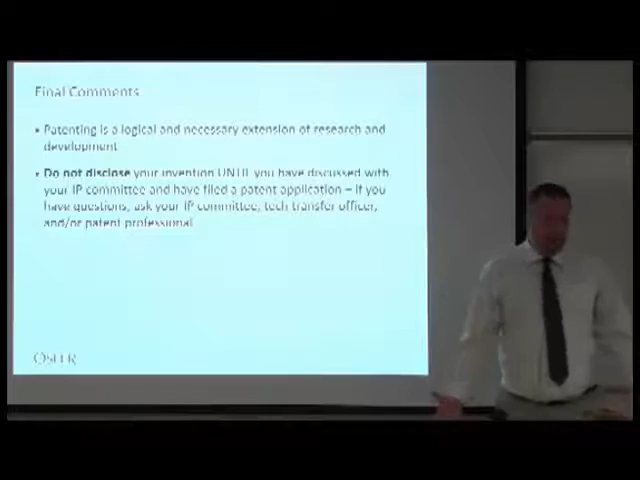 Final Comments
• Patenting is a logical and necessary extension of research and
development
• Do not disclose your invention UNTIL you have discussed with
your IP committee and have filed a patent application – if you
have questions, ask your IP committee, tech transfer officer,
and/or patent professional
OSLER